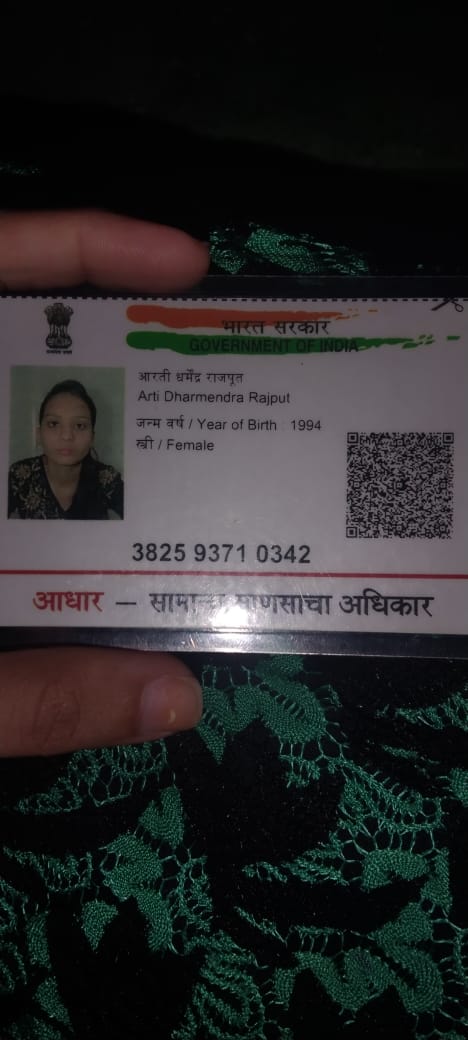 भारत सरकार
GOVERNMENT OF INDIA
आरती धर्मेंद्र राजपूत
Arti Dharmendra Rajput
जन्म वर्ष / Year of Birth : 1994
स्त्री / Female
3825 9371 0342
आधार — सामान्य माणसाचा अधिकार